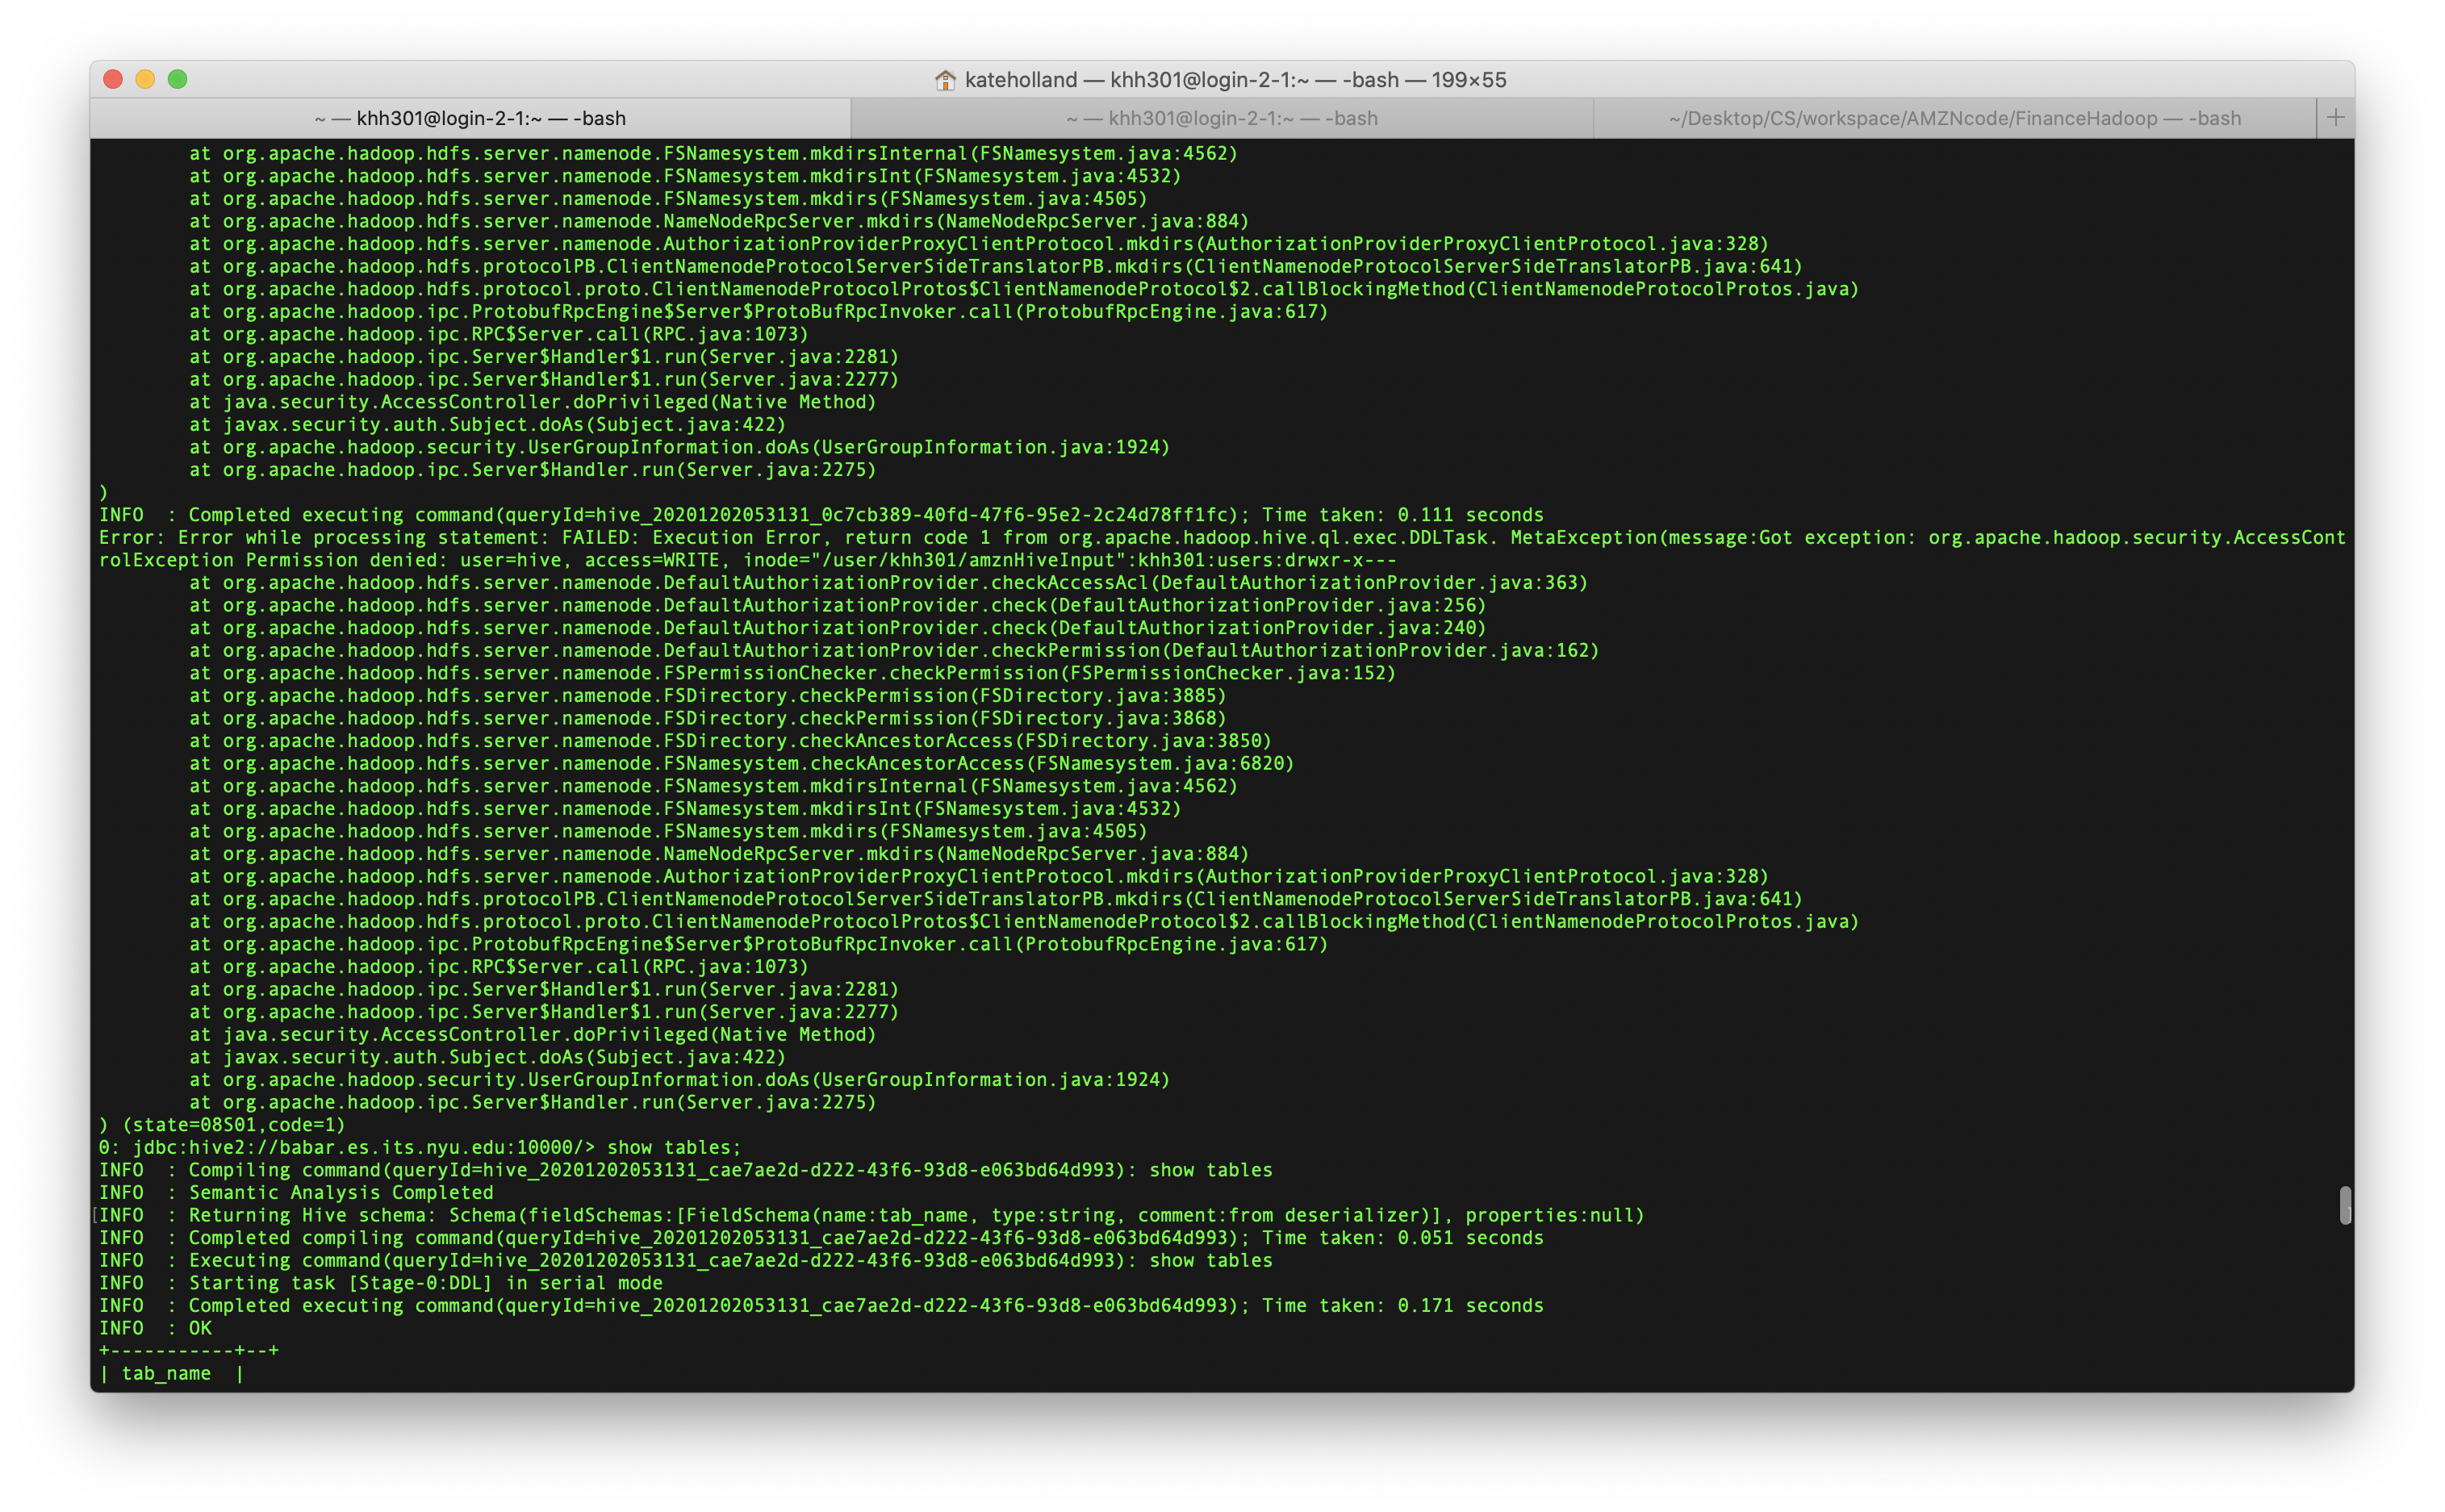 kateholland — khh301@login-2-1:~ — -bash — 199×55
~ — khh301@login-2-1:~ — -bash
~ — khh301@login-2-1:~ — -bash
~/Desktop/CS/workspace/AMZNcode/FinanceHadoop — -bash
+
at org.apache.hadoop.hdfs.server.namenode.FSNamesystem.mkdirsInternal(FSNamesystem.java:4562)
at org.apache.hadoop.hdfs.server.namenode.FSNamesystem.mkdirsInt(FSNamesystem.java:4532)
at org.apache.hadoop.hdfs.server.namenode.FSNamesystem.mkdirs(FSNamesystem.java:4505)
at org.apache.hadoop.hdfs.server.namenode.NameNodeRpcServer.mkdirs(NameNodeRpcServer.java:884)
at org.apache.hadoop.hdfs.server.namenode.AuthorizationProviderProxyClientProtocol.mkdirs(AuthorizationProviderProxyClientProtocol.java:328)
at org.apache.hadoop.hdfs.protocolPB.ClientNamenodeProtocolServerSideTranslatorPB.mkdirs(ClientNamenodeProtocolServerSideTranslatorPB.java:641)
at org.apache.hadoop.hdfs.protocol.proto.ClientNamenodeProtocolProtos$ClientNamenodeProtocol$2.callBlockingMethod(ClientNamenodeProtocolProtos.java)
at org.apache.hadoop.ipc.ProtobufRpcEngine$Server$ProtoBufRpcInvoker.call(ProtobufRpcEngine.java:617)
at org.apache.hadoop.ipc.RPC$Server.call(RPC.java:1073)
at org.apache.hadoop.ipc.Server$Handler$1.run(Server.java:2281)
at org.apache.hadoop.ipc.Server$Handler$1.run(Server.java:2277)
at java.security.AccessController.doPrivileged(Native Method)
at javax.security.auth.Subject.doAs(Subject.java:422)
at org.apache.hadoop.security.UserGroupInformation.doAs(UserGroupInformation.java:1924)
at org.apache.hadoop.ipc.Server$Handler.run(Server.java:2275)
)
INFO  : Completed executing command(queryId=hive_20201202053131_0c7cb389-40fd-47f6-95e2-2c24d78ff1fc); Time taken: 0.111 seconds
Error: Error while processing statement: FAILED: Execution Error, return code 1 from org.apache.hadoop.hive.ql.exec.DDLTask. MetaException(message:Got exception: org.apache.hadoop.security.AccessCont
rolException Permission denied: user=hive, access=WRITE, inode="/user/khh301/amznHiveInput":khh301:users:drwxr-x---
at org.apache.hadoop.hdfs.server.namenode.DefaultAuthorizationProvider.checkAccessAcl(DefaultAuthorizationProvider.java:363)
at org.apache.hadoop.hdfs.server.namenode.DefaultAuthorizationProvider.check(DefaultAuthorizationProvider.java:256)
at org.apache.hadoop.hdfs.server.namenode.DefaultAuthorizationProvider.check(DefaultAuthorizationProvider.java:240)
at org.apache.hadoop.hdfs.server.namenode.DefaultAuthorizationProvider.checkPermission(DefaultAuthorizationProvider.java:162)
at org.apache.hadoop.hdfs.server.namenode.FSPermissionChecker.checkPermission(FSPermissionChecker.java:152)
at org.apache.hadoop.hdfs.server.namenode.FSDirectory.checkPermission(FSDirectory.java:3885)
at org.apache.hadoop.hdfs.server.namenode.FSDirectory.checkPermission(FSDirectory.java:3868)
at org.apache.hadoop.hdfs.server.namenode.FSDirectory.checkAncestorAccess(FSDirectory.java:3850)
at org.apache.hadoop.hdfs.server.namenode.FSNamesystem.checkAncestorAccess(FSNamesystem.java:6820)
at org.apache.hadoop.hdfs.server.namenode.FSNamesystem.mkdirsInternal(FSNamesystem.java:4562)
at org.apache.hadoop.hdfs.server.namenode.FSNamesystem.mkdirsInt(FSNamesystem.java:4532)
at org.apache.hadoop.hdfs.server.namenode.FSNamesystem.mkdirs(FSNamesystem.java:4505)
at org.apache.hadoop.hdfs.server.namenode.NameNodeRpcServer.mkdirs(NameNodeRpcServer.java:884)
at org.apache.hadoop.hdfs.server.namenode.AuthorizationProviderProxyClientProtocol.mkdirs(AuthorizationProviderProxyClientProtocol.java:328)
at org.apache.hadoop.hdfs.protocolPB.ClientNamenodeProtocolServerSideTranslatorPB.mkdirs(ClientNamenodeProtocolServerSideTranslatorPB.java:641)
at org.apache.hadoop.hdfs.protocol.proto.ClientNamenodeProtocolProtos$ClientNamenodeProtocol$2.callBlockingMethod(ClientNamenodeProtocolProtos.java)
at org.apache.hadoop.ipc.ProtobufRpcEngine$Server$ProtoBufRpcInvoker.call(ProtobufRpcEngine.java:617)
at org.apache.hadoop.ipc.RPC$Server.call(RPC.java:1073)
at org.apache.hadoop.ipc.Server$Handler$1.run(Server.java:2281)
at org.apache.hadoop.ipc.Server$Handler$1.run(Server.java:2277)
at java.security.AccessController.doPrivileged(Native Method)
at javax.security.auth.Subject.doAs(Subject.java:422)
at org.apache.hadoop.security.UserGroupInformation.doAs(UserGroupInformation.java:1924)
at org.apache.hadoop.ipc.Server$Handler.run(Server.java:2275)
) (state=08S01,code=1)
0: jdbc:hive2://babar.es.its.nyu.edu:10000/> show tables;
INFO  : Compiling command(queryId=hive_20201202053131_cae7ae2d-d222-43f6-93d8-e063bd64d993): show tables
INFO  : Semantic Analysis Completed
[INFO  : Returning Hive schema: Schema(fieldSchemas:[FieldSchema(name:tab_name, type:string, comment:from deserializer)], properties:null) ]
INFO  : Completed compiling command(queryId=hive_20201202053131_cae7ae2d-d222-43f6-93d8-e063bd64d993); Time taken: 0.051 seconds
INFO  : Executing command(queryId=hive_20201202053131_cae7ae2d-d222-43f6-93d8-e063bd64d993): show tables
INFO  : Starting task [Stage-0:DDL] in serial mode
INFO  : Completed executing command(queryId=hive_20201202053131_cae7ae2d-d222-43f6-93d8-e063bd64d993); Time taken: 0.171 seconds
INFO  : OK
+-----------+--+
| tab_name  |